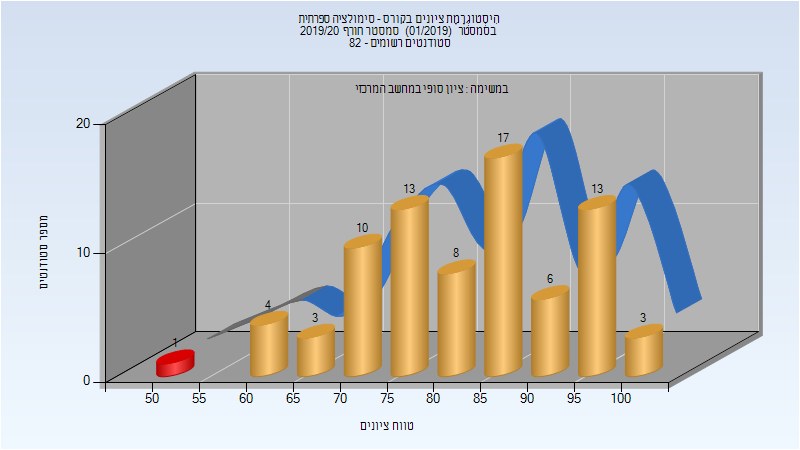 היסטוגרמת ציונים בקורס - סימולציה ספרתית
בסמסטר (01/2019) סמסטר חורף 2019/20
סטודנטים רשומים - 82
במשימה : ציון סופי במחשב המרכזי
מספר סטודנטים
20
10
0
1
4
3
10
13
8
17
6
13
3
50 55 60 65 70 75 80 85 90 95 100
טווח ציונים